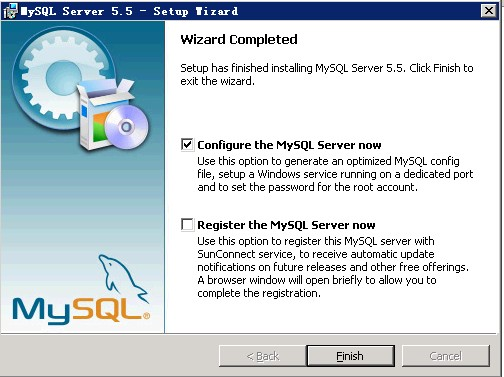 MySQL Server 5.5 - Setup Wizard
Wizard Completed
Setup has finished installing MySQL Server 5.5. Click Finish to
exit the wizard.
Configure the MySQL Server now
Use this option to generate an optimized MySQL config
file, setup a Windows service running on a dedicated port
and to set the password for the root account.
Register the MySQL Server now
Use this option to register this MySQL server with
SunConnect service, to receive automatic update
notifications on future releases and other free offerings.
A browser window will open briefly to allow you to
complete the registration.
MySQL®
< Back
Finish
Cancel